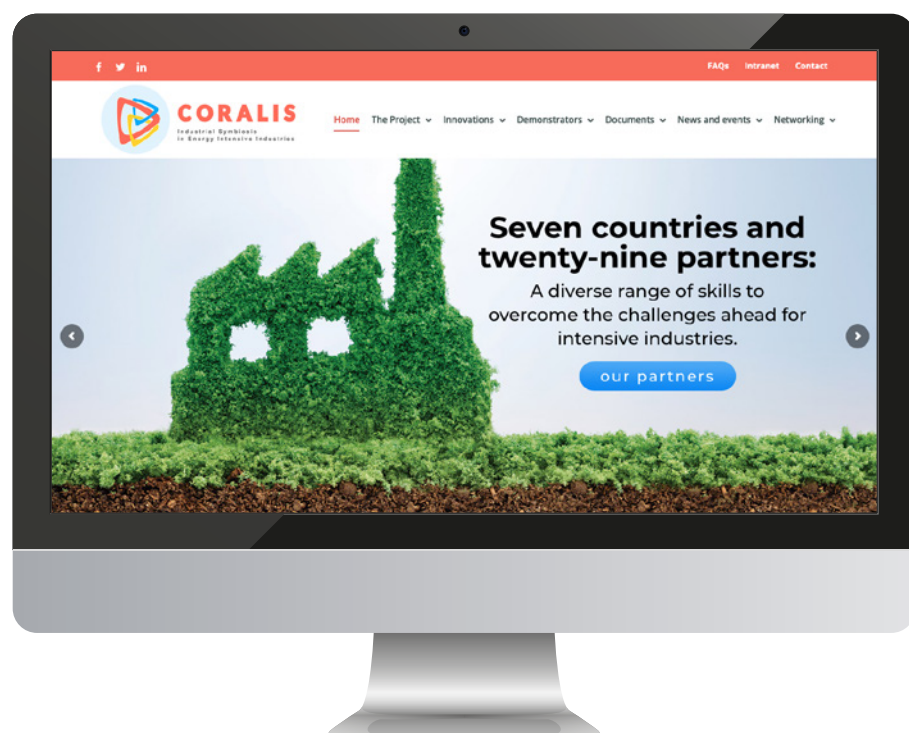 FAQs Intranet Contact
CORALIS
Industrial Symbiosis
in Energy Intensive Industries
Home The Project Innovations Demonstrators Documents News and events Networking
Seven countries and
twenty-nine partners:
A diverse range of skills to
overcome the challenges ahead for
intensive industries.
our partners